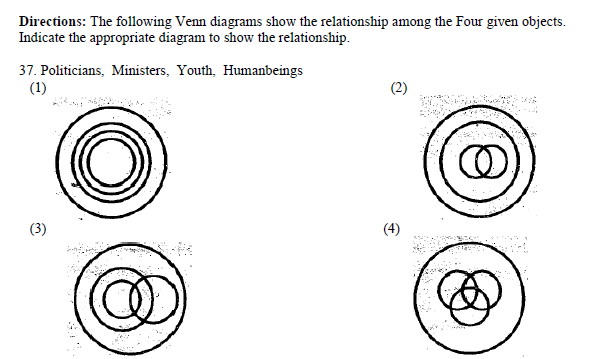 Directions: The following Venn diagrams show the relationship among the Four given objects.
Indicate the appropriate diagram to show the relationship.
37. Politicians, Ministers, Youth, Humanbeings
(1)
(2)
(3)
(4)